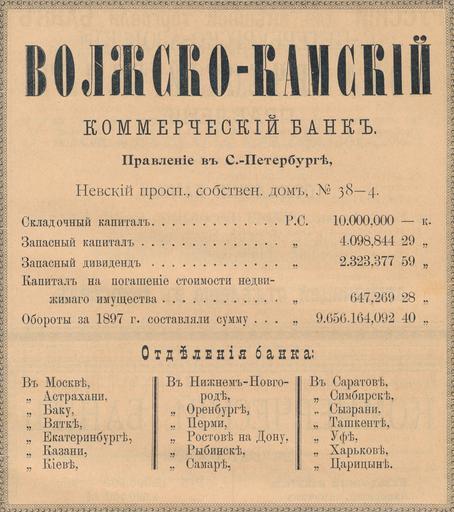 ВОЛЖСКО-КАМСКІЙ
КОММЕРЧЕСКІЙ БАНКЪ.
Правленіе въ С.-Петербургѣ,
Невскій просп., собствен. домъ, № 38—4.
Складочный капиталъ . . . . . . . . . . . . Р.С. 10.000,000 — к.
Запасный капиталъ . . . . . . . . . . . . . „ 4.098,844 29 „
Запасный дивидендъ . . . . . . . . . . . . „ 2.323,377 59 „
Капиталъ на погашеніе стоимости недви-
жимаго имущества . . . . . . . . . . . „ 647,269 28 „
Обороты за 1897 г. составляли сумму . . . „ 9.656.164,092 40 „
Отдѣленія банка:
Въ Москвѣ,
„ Астрахани,
„ Баку,
„ Вяткѣ,
„ Екатеринбургѣ,
„ Казани,
„ Кіевѣ,
Въ Нижнемъ-Новго-
родѣ,
„ Оренбургѣ,
„ Перми,
„ Ростовѣ на Дону,
„ Рыбинскѣ,
„ Самарѣ,
Въ Саратовѣ,
„ Симбирскѣ,
„ Сызрани,
„ Ташкентѣ,
„ Уфѣ,
„ Харьковѣ,
„ Царицынѣ.